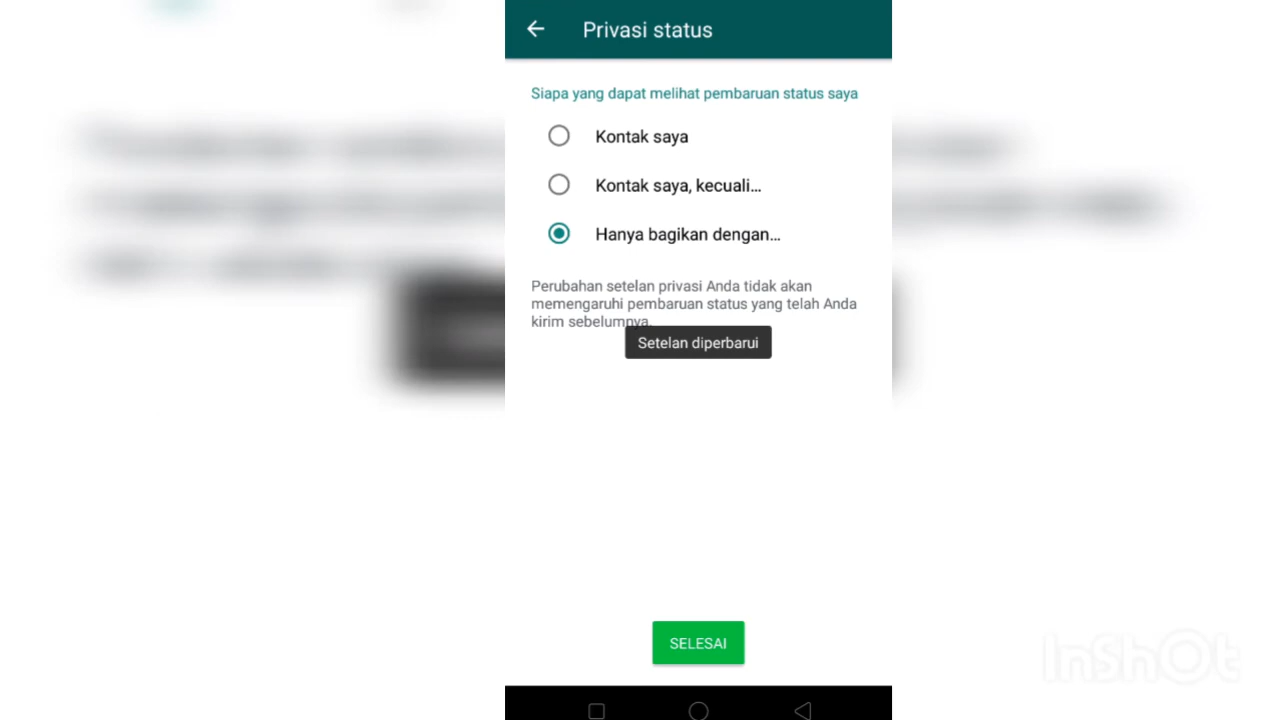 Privasi status
Siapa yang dapat melihat pembaruan status saya
Kontak saya
Kontak saya, kecuali...
Hanya bagikan dengan...
Perubahan setelan privasi Anda tidak akan
memengaruhi pembaruan status yang telah Anda
kirim sebelumnya.
Setelan diperbarui
SELESAI
InShOt